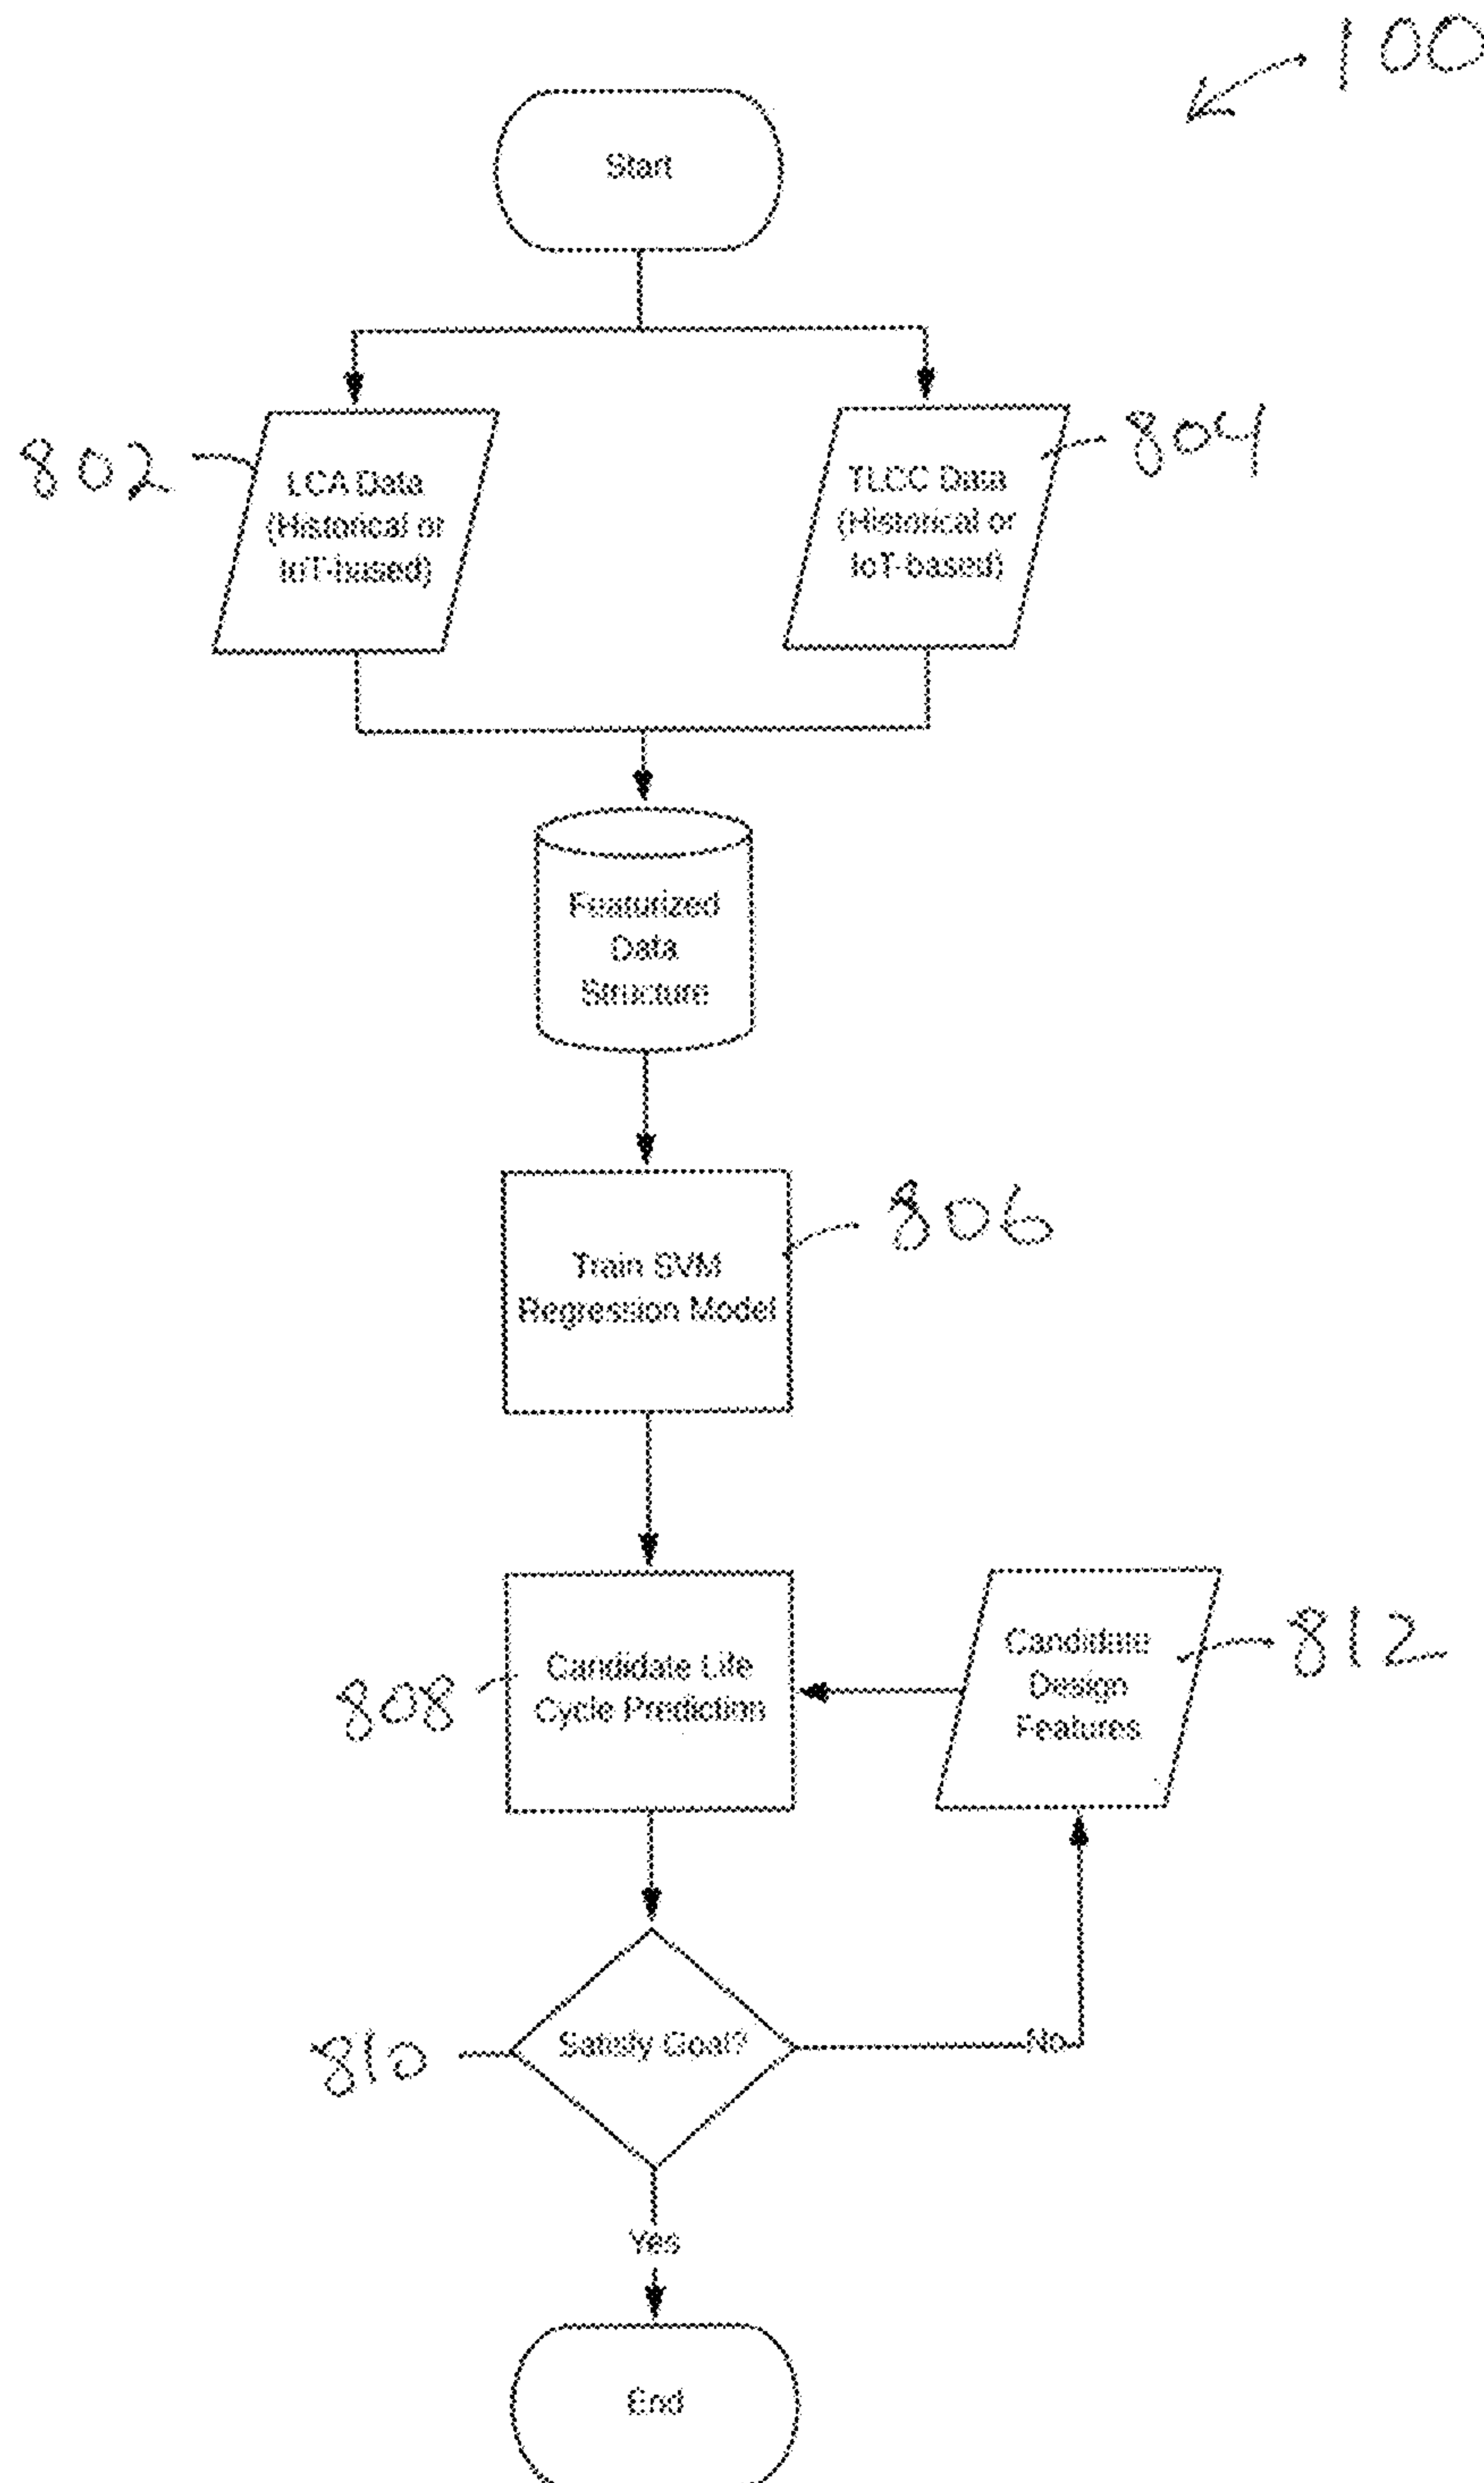 100
Start
802
LCA Data
(Historical or
IoT-based)
TLCC Data
(Historical or
IoT-based)
804
Featurized
Data
Structure
806
Train SVM
Regression Model
808
Candidate Life
Cycle Prediction
Candidate
Design
Features
812
810
Satisfy Goal?
No
Yes
End